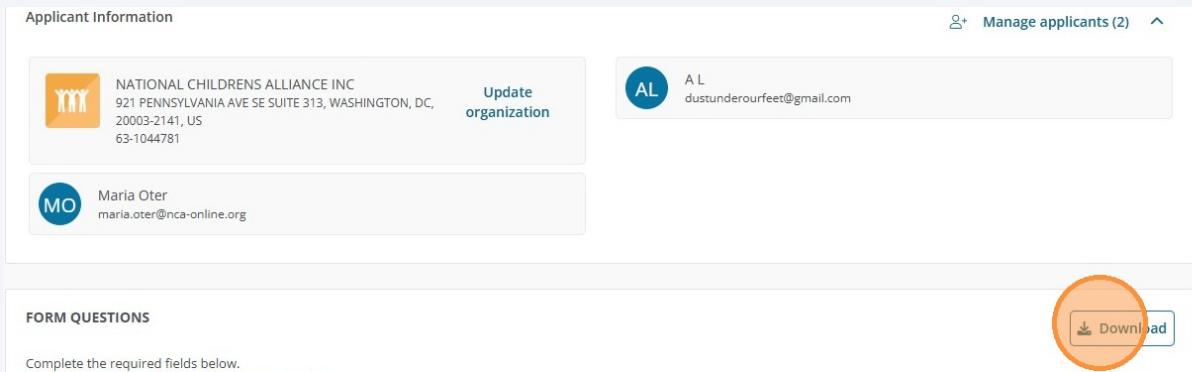 Applicant Information
Manage applicants (2)
NATIONAL CHILDRENS ALLIANCE INC
921 PENNSYLVANIA AVE SE SUITE 313, WASHINGTON, DC,
20003-2141, US
63-1044781
Update
organization
AL
A L
dustunderourfeet@gmail.com
MO
Maria Oter
maria.oter@nca-online.org
FORM QUESTIONS
Download
Complete the required fields below.